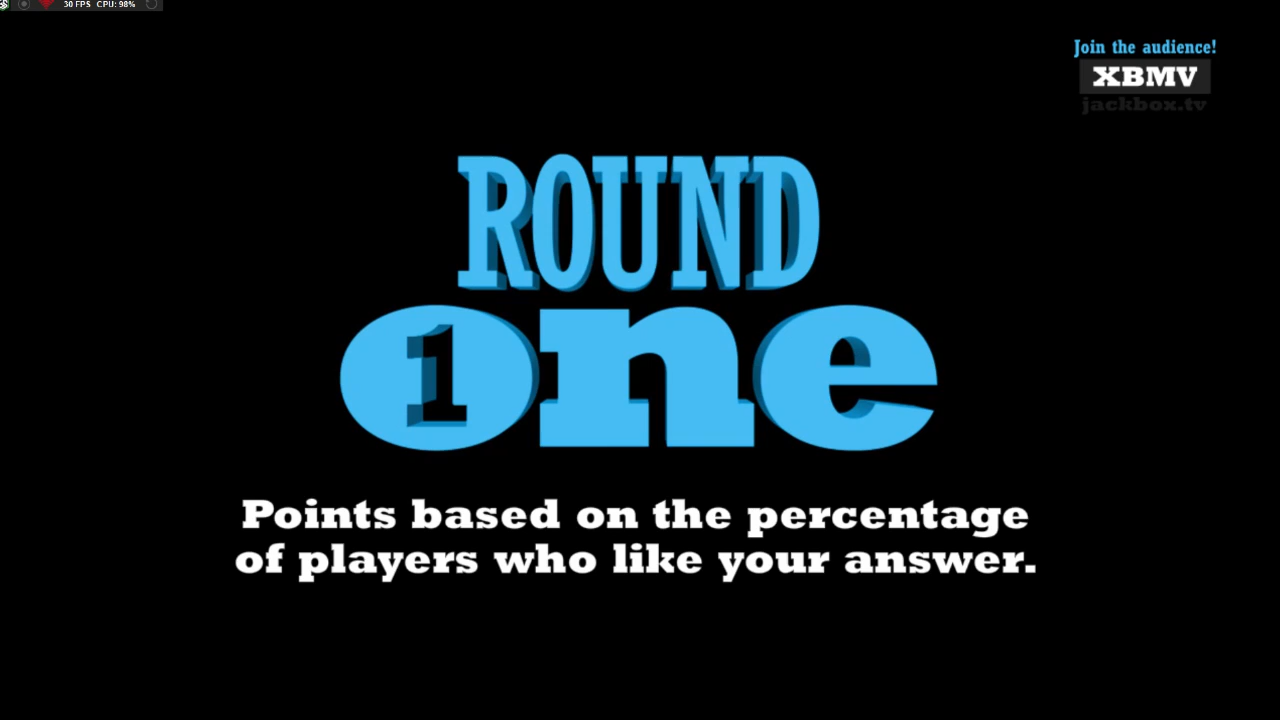 30 FPS CPU: 98%
Join the audience!
XBMV
jackbox.tv
ROUND
One
1
Points based on the percentage
of players who like your answer.